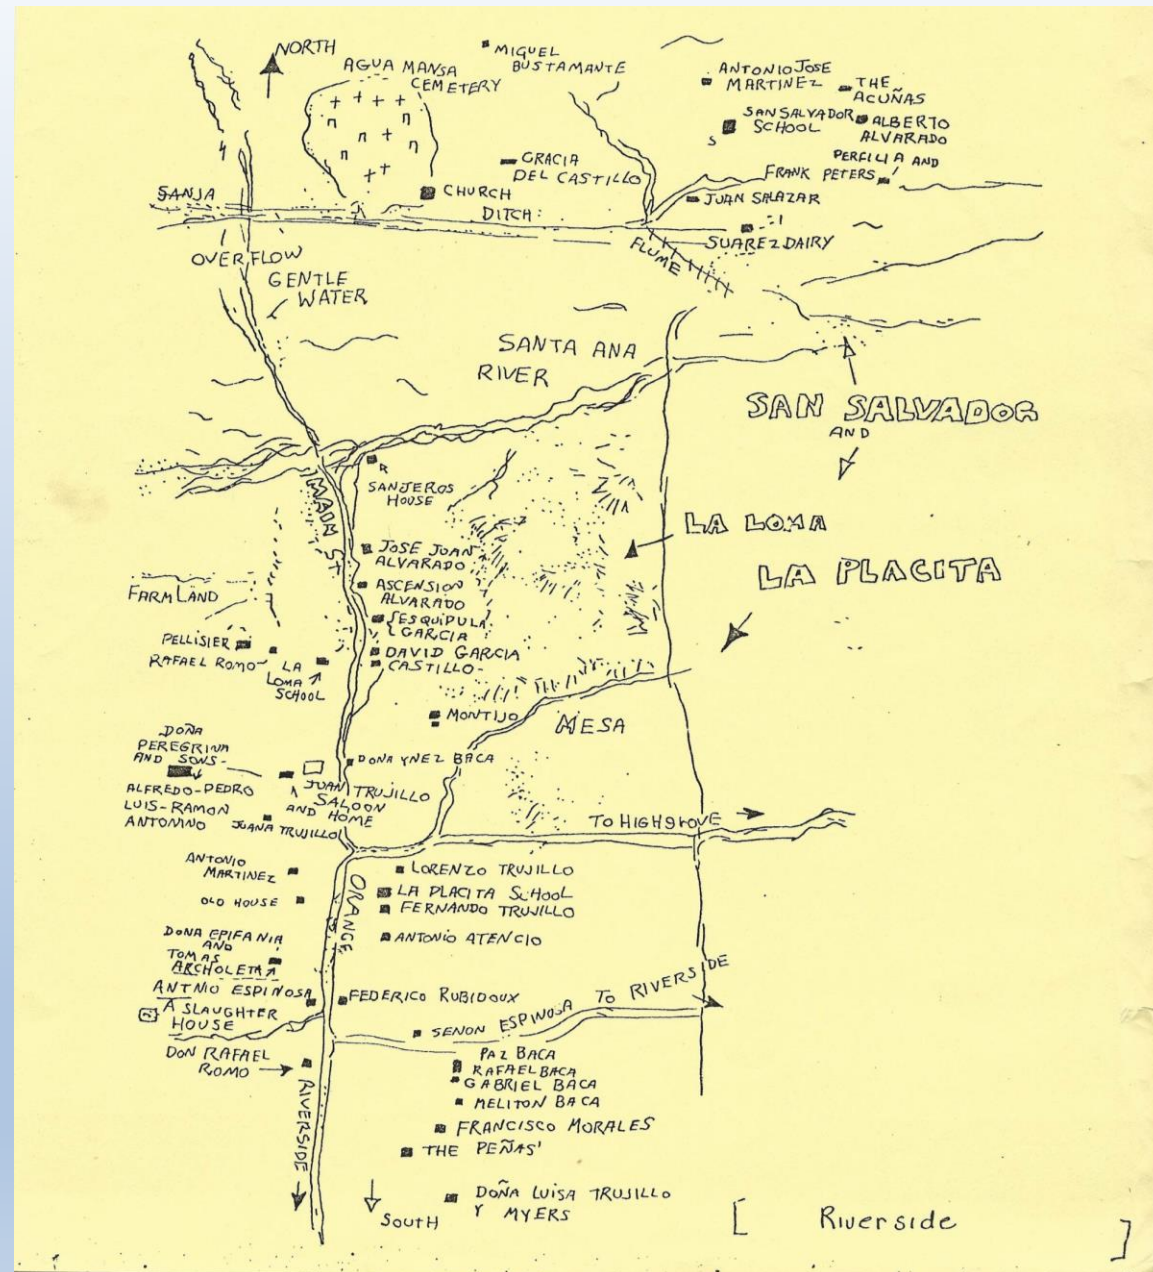 NORTH
AGUA MANSA
CEMETERY
MIGUEL
BUSTAMANTE
ANTONIO JOSE
MARTINEZ
THE
ACUÑAS
SAN SALVADOR
SCHOOL
S
ALBERTO
ALVARADO
PERFILIA AND
FRANK PETERS
GRACIA
DEL CASTILLO
SANJA
CHURCH
DITCH
JUAN SALAZAR
SUAREZ DAIRY
FLUME
OVERFLOW
GENTLE
WATER
SANTA ANA
RIVER
SAN SALVADOR
AND
LA LOMA
LA PLACITA
SANJEROS
HOUSE
MAIN ST
JOSE JUAN
ALVARADO
ASCENSION
ALVARADO
ESQUIPULA
GARCIA
DAVID GARCIA
CASTILLO-
FARMLAND
PELLISIER
RAFAEL ROMO-
LA
LOMA
SCHOOL
MONTIJO
MESA
DOÑA
PEREGRINA
AND SONS-
ALFREDO-PEDRO
LUIS-RAMON
ANTONINO
DONA YNEZ BACA
JUAN TRUJILLO
SALOON
AND HOME
JUANA TRUJILLO
TO HIGHGROVE
ANTONIO
MARTINEZ
LORENZO TRUJILLO
OLD HOUSE
ORANGE
LA PLACITA SCHOOL
FERNANDO TRUJILLO
ANTONIO ATENCIO
DONA EPIFANIA
AND
TOMAS
ARCHOLETA
ANTNIO ESPINOSA
A SLAUGHTER
HOUSE
FEDERICO RUBIDOUX
SENON ESPINOSA
TO RIVERSIDE
DON RAFAEL
ROMO
RIVERSIDE
PAZ BACA
RAFAEL BACA
GABRIEL BACA
MELITON BACA
FRANCISCO MORALES
THE PEÑAS'
DOÑA LUISA TRUJILLO
Y MYERS
SOUTH
[ Riverside ]